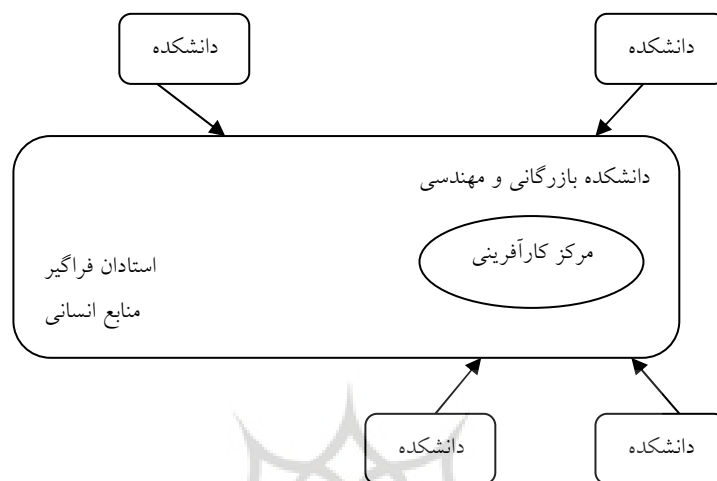 دانشکده
دانشکده
دانشکده بازرگانی و مهندسی
مرکز کارآفرینی
استادان فراگیر
منابع انسانی
دانشکده
دانشکده